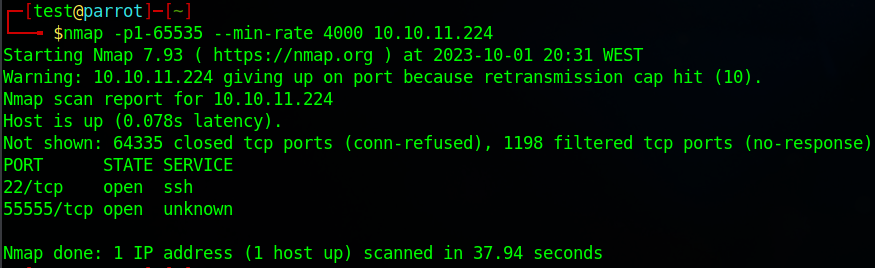 ┌─[test@parrot]─[~]
└──╼ $nmap -p1-65535 --min-rate 4000 10.10.11.224
Starting Nmap 7.93 ( https://nmap.org ) at 2023-10-01 20:31 WEST
Warning: 10.10.11.224 giving up on port because retransmission cap hit (10).
Nmap scan report for 10.10.11.224
Host is up (0.078s latency).
Not shown: 64335 closed tcp ports (conn-refused), 1198 filtered tcp ports (no-response)
PORT      STATE SERVICE
22/tcp    open  ssh
55555/tcp open  unknown
Nmap done: 1 IP address (1 host up) scanned in 37.94 seconds